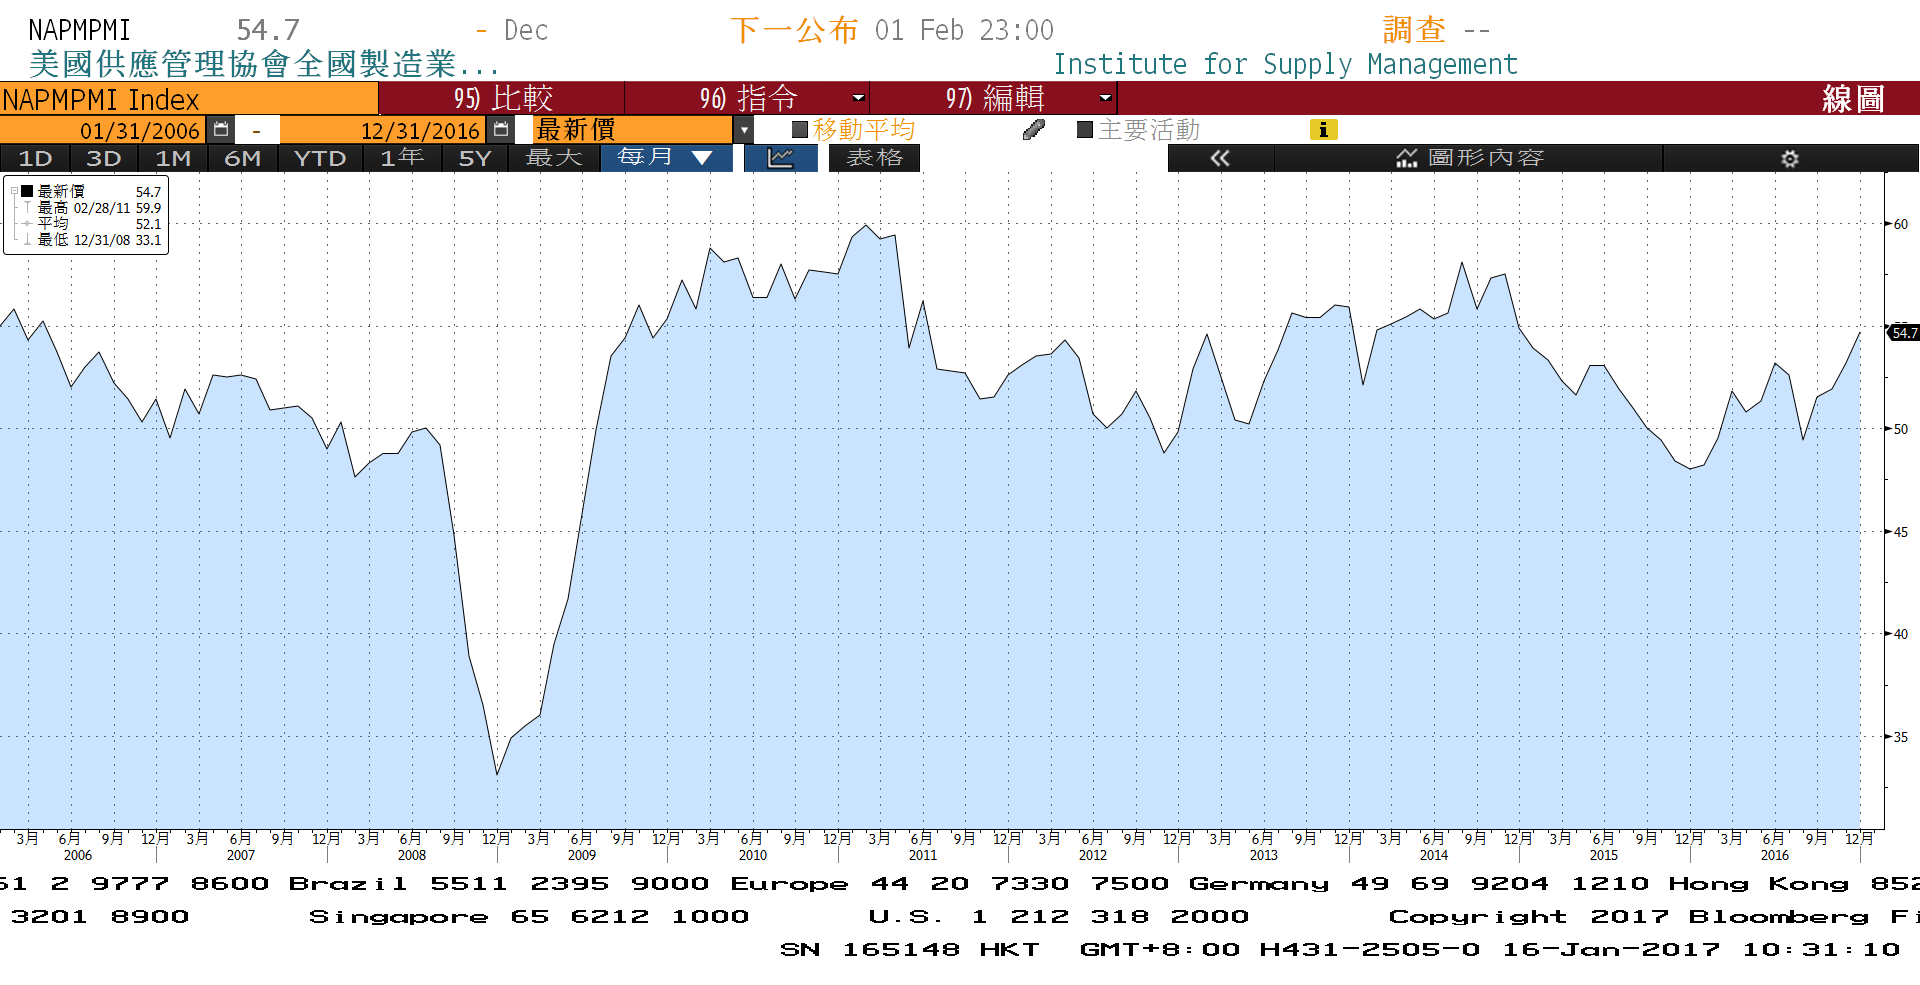 NAPMPMI 54.7 - Dec 下一公布 01 Feb 23:00 調查 --
美國供應管理協會全國製造業... Institute for Supply Management
NAPMPMI Index 95) 比較 96) 指令 97) 編輯 線圖
01/31/2006 - 12/31/2016 最新價 移動平均 主要活動
1D 3D 1M 6M YTD 1年 5Y 最大 每月 ▼ 表格 « 圖形內容
最新價 54.7
最高 02/28/11 59.9
平均 52.1
最低 12/31/08 33.1
60
54.7
50
45
40
35
3月 6月 9月 12月 3月 6月 9月 12月 3月 6月 9月 12月 3月 6月 9月 12月 3月 6月 9月 12月 3月 6月 9月 12月 3月 6月 9月 12月 3月 6月 9月 12月 3月 6月 9月 12月 3月 6月 9月 12月 3月 6月 9月 12月
2006 2007 2008 2009 2010 2011 2012 2013 2014 2015 2016
61 2 9777 8600 Brazil 5511 2395 9000 Europe 44 20 7330 7500 Germany 49 69 9204 1210 Hong Kong 852
3201 8900 Singapore 65 6212 1000 U.S. 1 212 318 2000 Copyright 2017 Bloomberg Fi
SN 165148 HKT GMT+8:00 H431-2505-0 16-Jan-2017 10:31:10